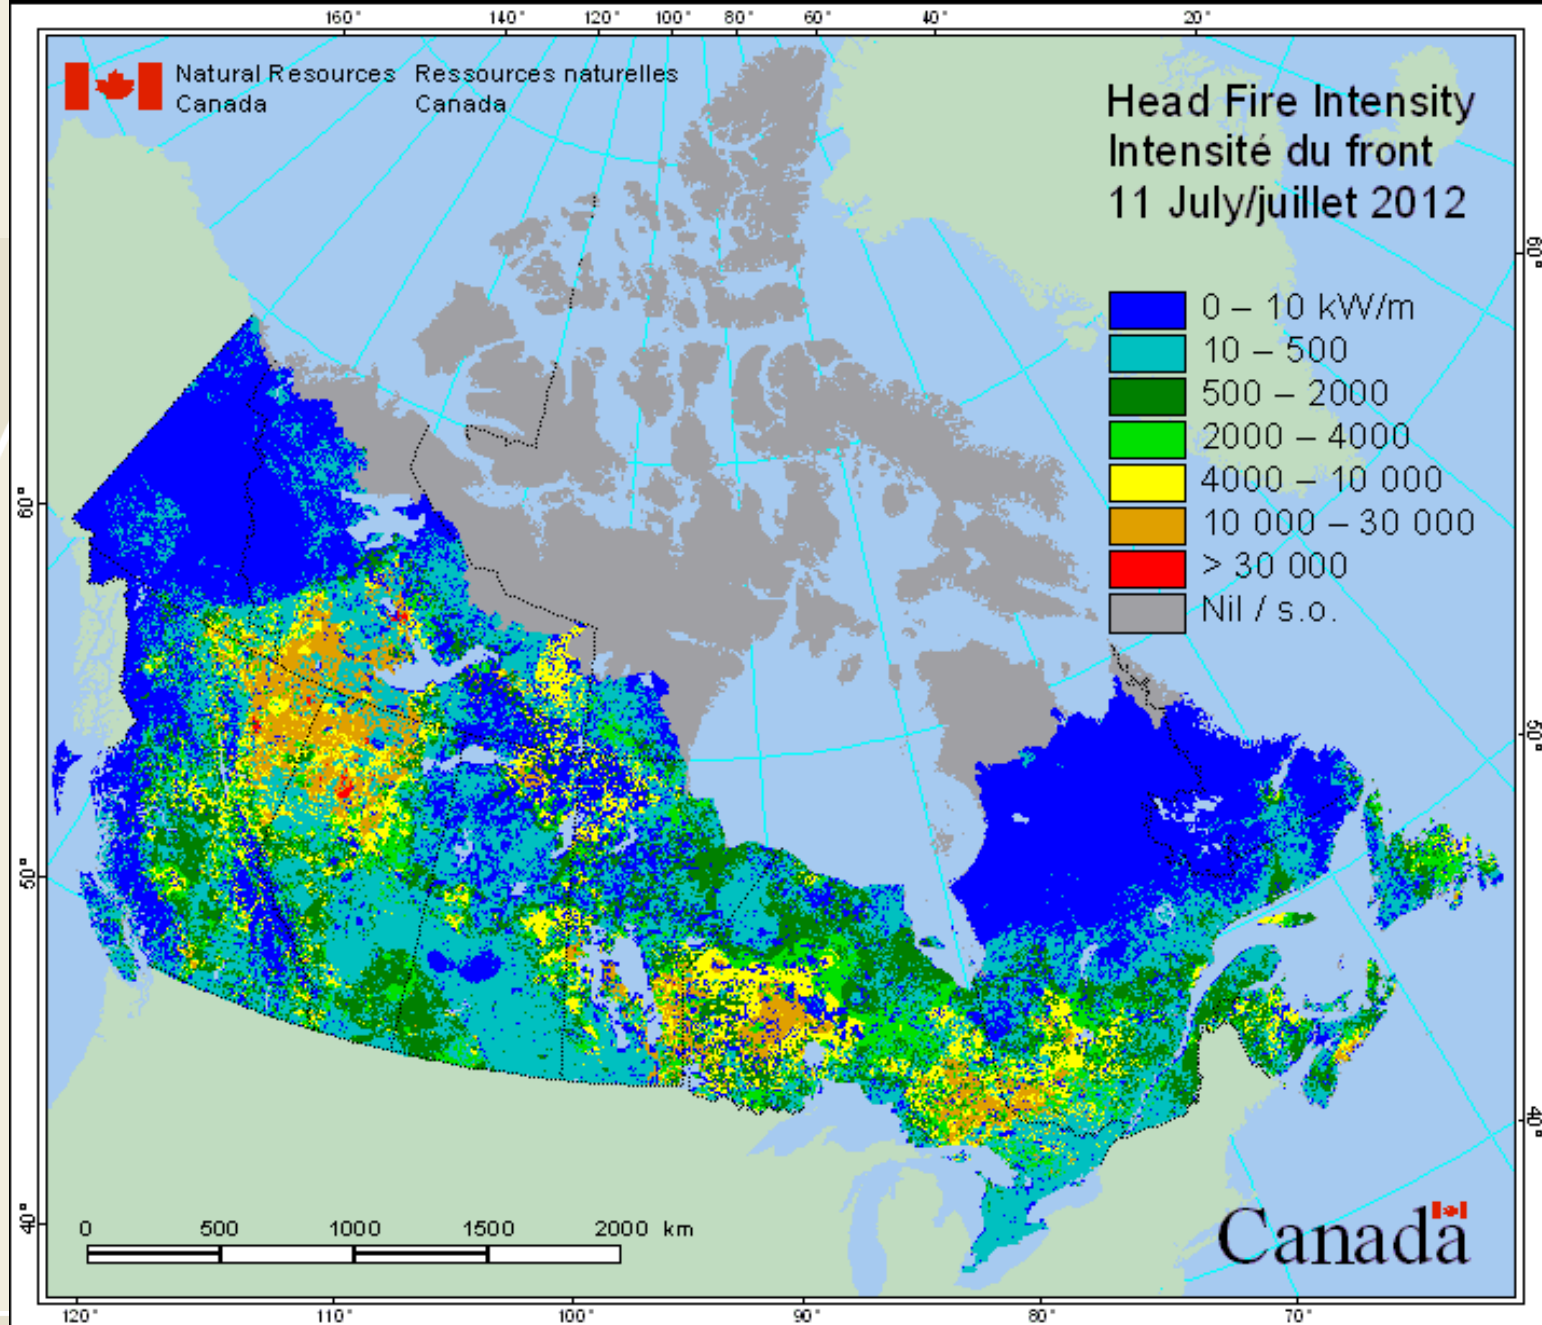 160° 140° 120° 100° 80° 60° 40° 20°
Natural Resources Ressources naturelles
Canada Canada
Head Fire Intensity
Intensité du front
11 July/juillet 2012
0 – 10 kW/m
10 – 500
500 – 2000
2000 – 4000
4000 – 10 000
10 000 – 30 000
> 30 000
Nil / s.o.
60°
50°
40°
60°
50°
40°
0 500 1000 1500 2000 km
Canada
120° 110° 100° 90° 80° 70°